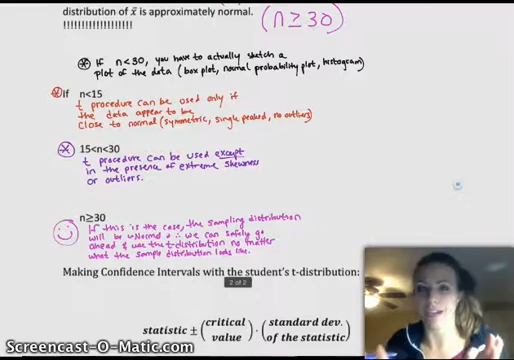 distribution of x̄ is approximately normal. (n ≥ 30)
!!!!!!!!!!!!!!!!!!!
* If n < 30, you have to actually sketch a
plot of the data (box plot, normal probability plot, histogram)
* If n<15
t procedure can be used only if
the data appear to be
close to normal (symmetric, single peaked, no outliers)
* 15<n<30
t procedure can be used except
in the presence of extreme skewness
or outliers.
n≥30
If this is the case, the sampling distribution
will be ≈Normal ∴ we can safely go
ahead & use the t-distribution no matter
what the sample distribution looks like.
2 of 2
Making Confidence Intervals with the student's t-distribution:
statistic ± (critical value) · (standard dev. of the statistic)
Screencast-O-Matic.com